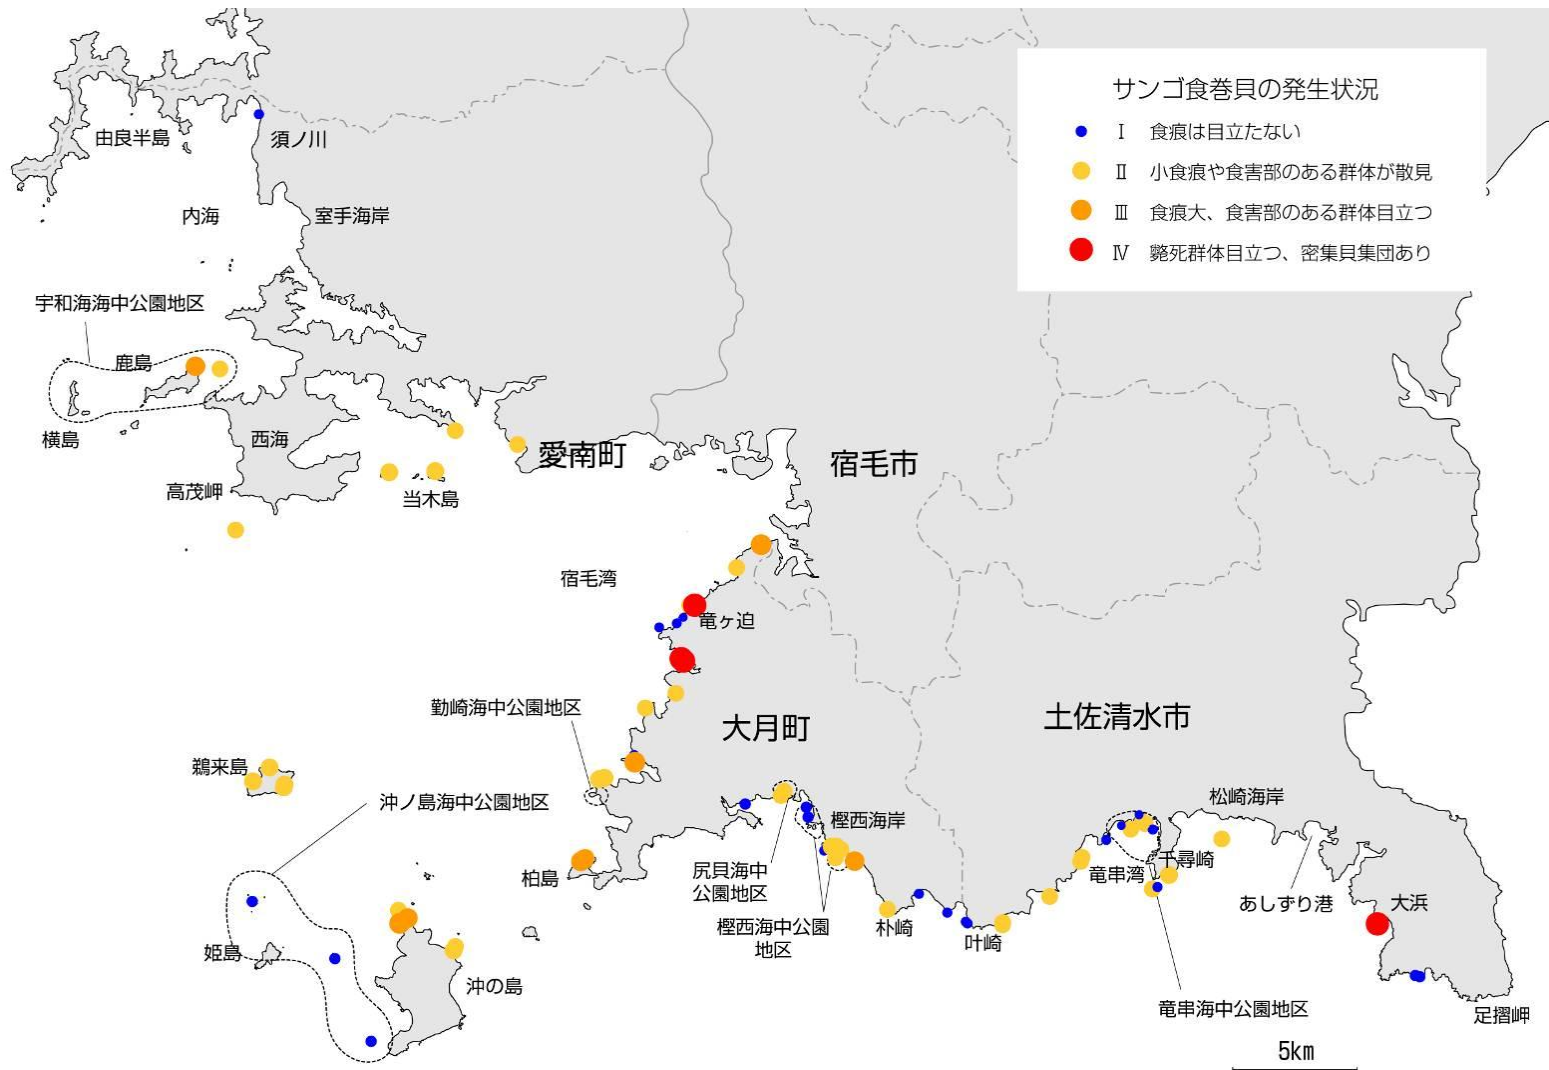 サンゴ食巻貝の発生状況
Ⅰ 食痕は目立たない
Ⅱ 小食痕や食害部のある群体が散見
Ⅲ 食痕大、食害部のある群体目立つ
Ⅳ 斃死群体目立つ、密集貝集団あり
由良半島
須ノ川
内海
室手海岸
宇和海海中公園地区
鹿島
横島
西海
愛南町
宿毛市
高茂岬
当木島
宿毛湾
竜ヶ迫
勤崎海中公園地区
大月町
土佐清水市
鵜来島
沖ノ島海中公園地区
松崎海岸
樫西海岸
千尋崎
尻貝海中
公園地区
竜串湾
柏島
あしずり港
大浜
樫西海中公園
地区
朴崎
叶崎
姫島
沖の島
竜串海中公園地区
足摺岬
5km